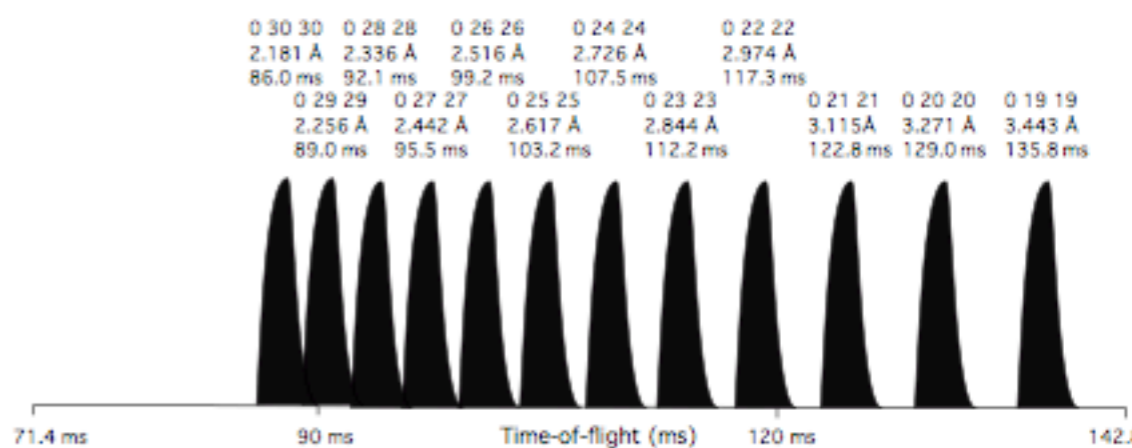 0 30 30 0 28 28 0 26 26 0 24 24 0 22 22
2.181 Å 2.336 Å 2.516 Å 2.726 Å 2.974 Å
86.0 ms 92.1 ms 99.2 ms 107.5 ms 117.3 ms
0 29 29 0 27 27 0 25 25 0 23 23 0 21 21 0 20 20 0 19 19
2.256 Å 2.442 Å 2.617 Å 2.844 Å 3.115Å 3.271 Å 3.443 Å
89.0 ms 95.5 ms 103.2 ms 112.2 ms 122.8 ms 129.0 ms 135.8 ms
71.4 ms 90 ms Time-of-flight (ms) 120 ms 142.